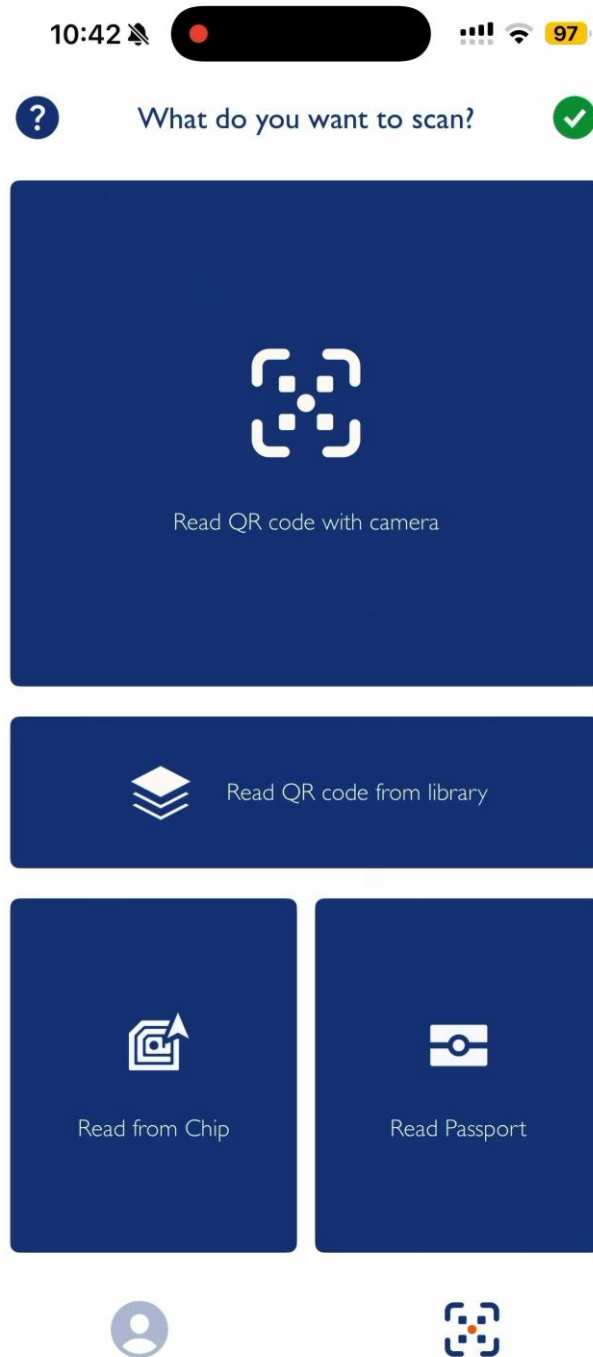 10:42
97
What do you want to scan?
Read QR code with camera
Read QR code from library
Read from Chip
Read Passport